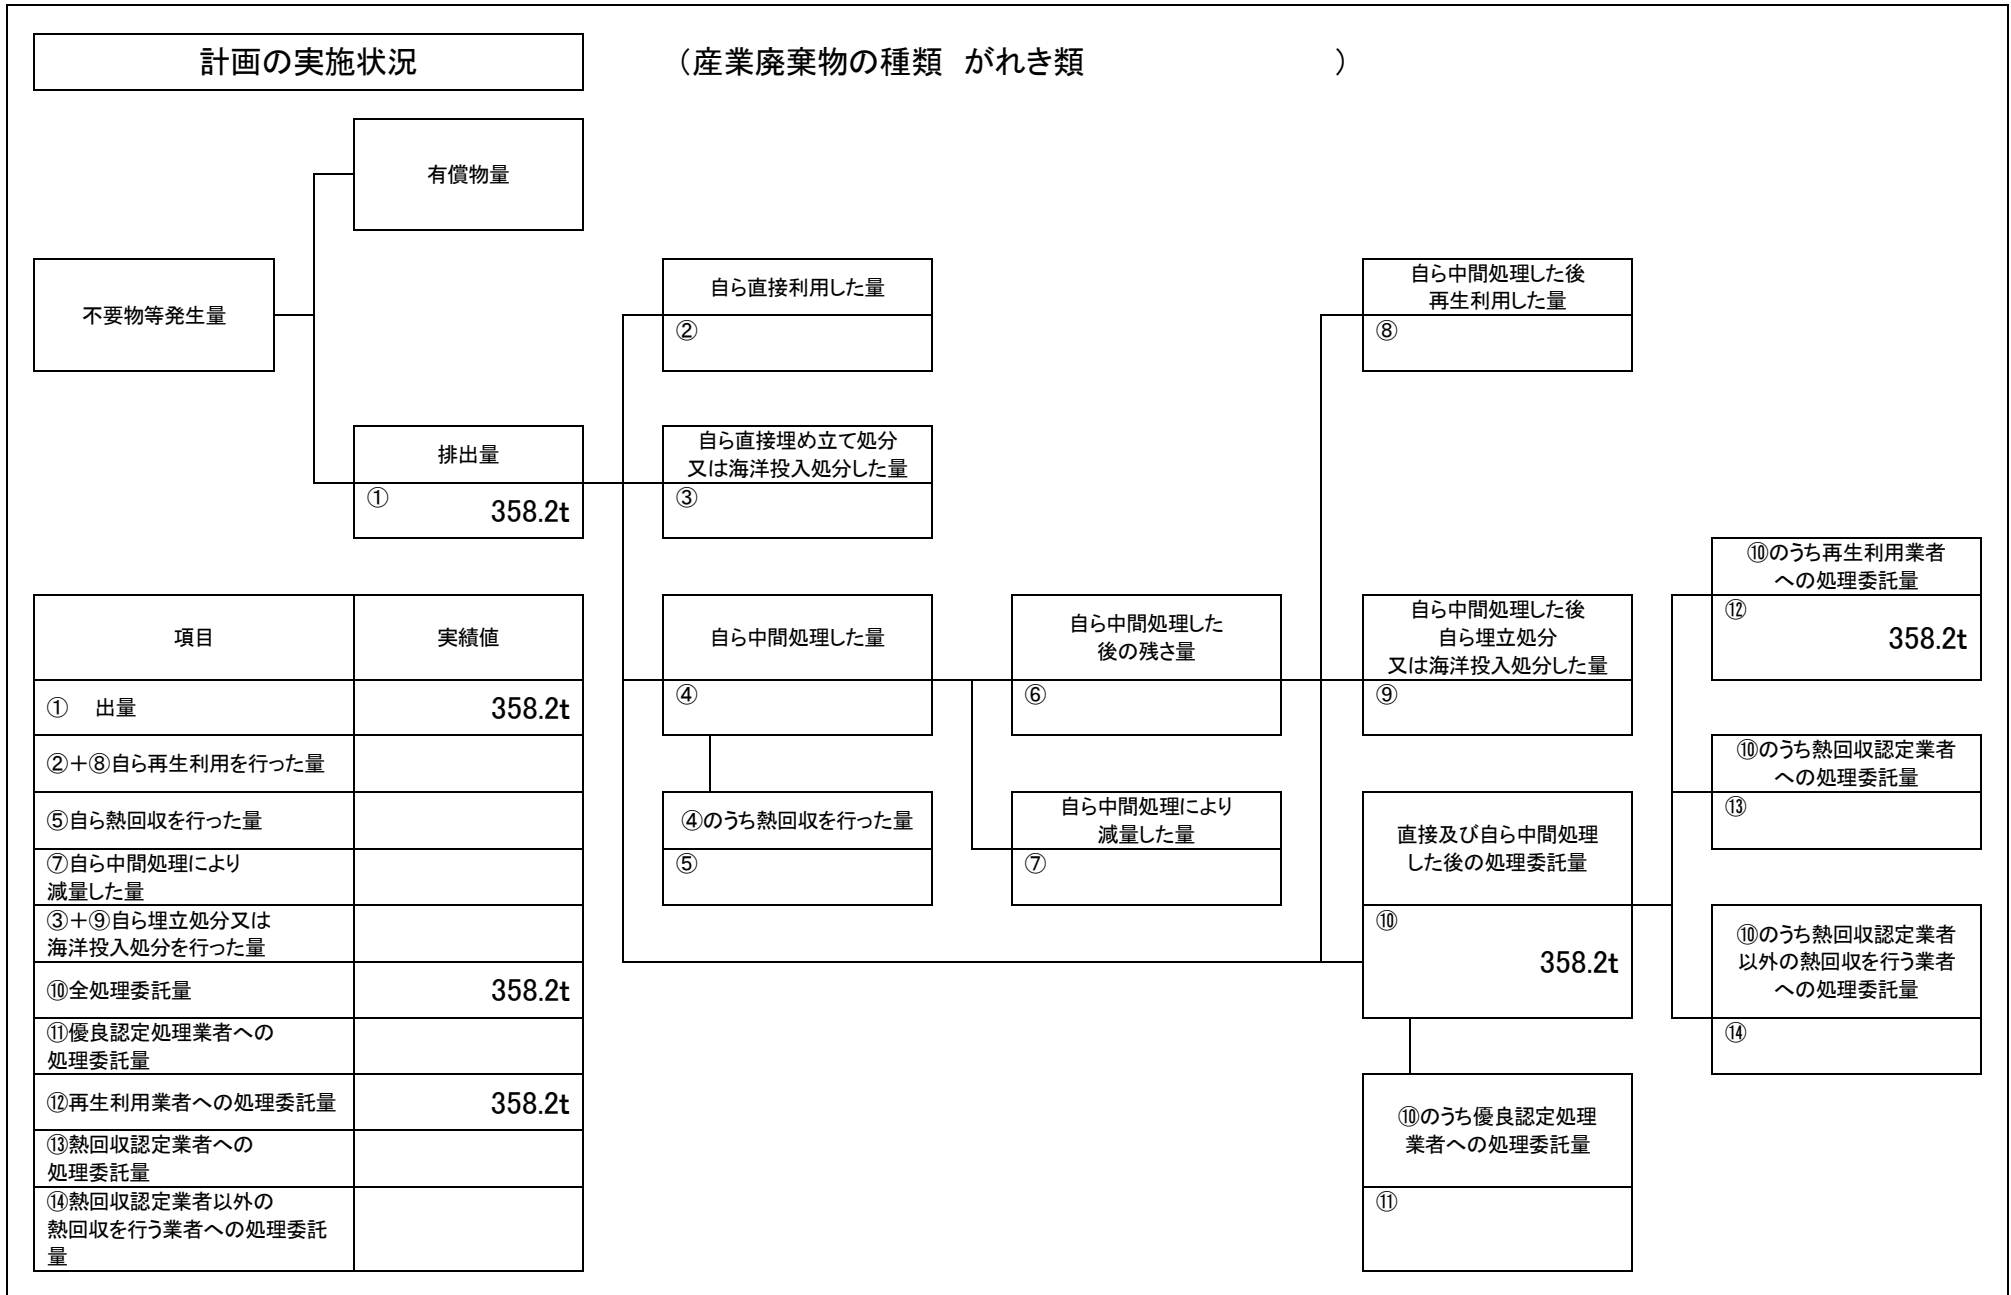 計画の実施状況
（産業廃棄物の種類　がれき類　　　　　　　　）
有償物量
不要物等発生量
排出量
①
358.2t
自ら直接利用した量
②
自ら直接埋め立て処分
又は海洋投入処分した量
③
自ら中間処理した量
④
④のうち熱回収を行った量
⑤
自ら中間処理した
後の残さ量
⑥
自ら中間処理により
減量した量
⑦
自ら中間処理した後
再生利用した量
⑧
自ら中間処理した後
自ら埋立処分
又は海洋投入処分した量
⑨
直接及び自ら中間処理
した後の処理委託量
⑩
358.2t
⑩のうち優良認定処理
業者への処理委託量
⑪
⑩のうち再生利用業者
への処理委託量
⑫
358.2t
⑩のうち熱回収認定業者
への処理委託量
⑬
⑩のうち熱回収認定業者
以外の熱回収を行う業者
への処理委託量
⑭
項目 実績値
①　出量 358.2t
②＋⑧自ら再生利用を行った量
⑤自ら熱回収を行った量
⑦自ら中間処理により
減量した量
③＋⑨自ら埋立処分又は
海洋投入処分を行った量
⑩全処理委託量 358.2t
⑪優良認定処理業者への
処理委託量
⑫再生利用業者への処理委託量 358.2t
⑬熱回収認定業者への
処理委託量
⑭熱回収認定業者以外の
熱回収を行う業者への処理委託
量